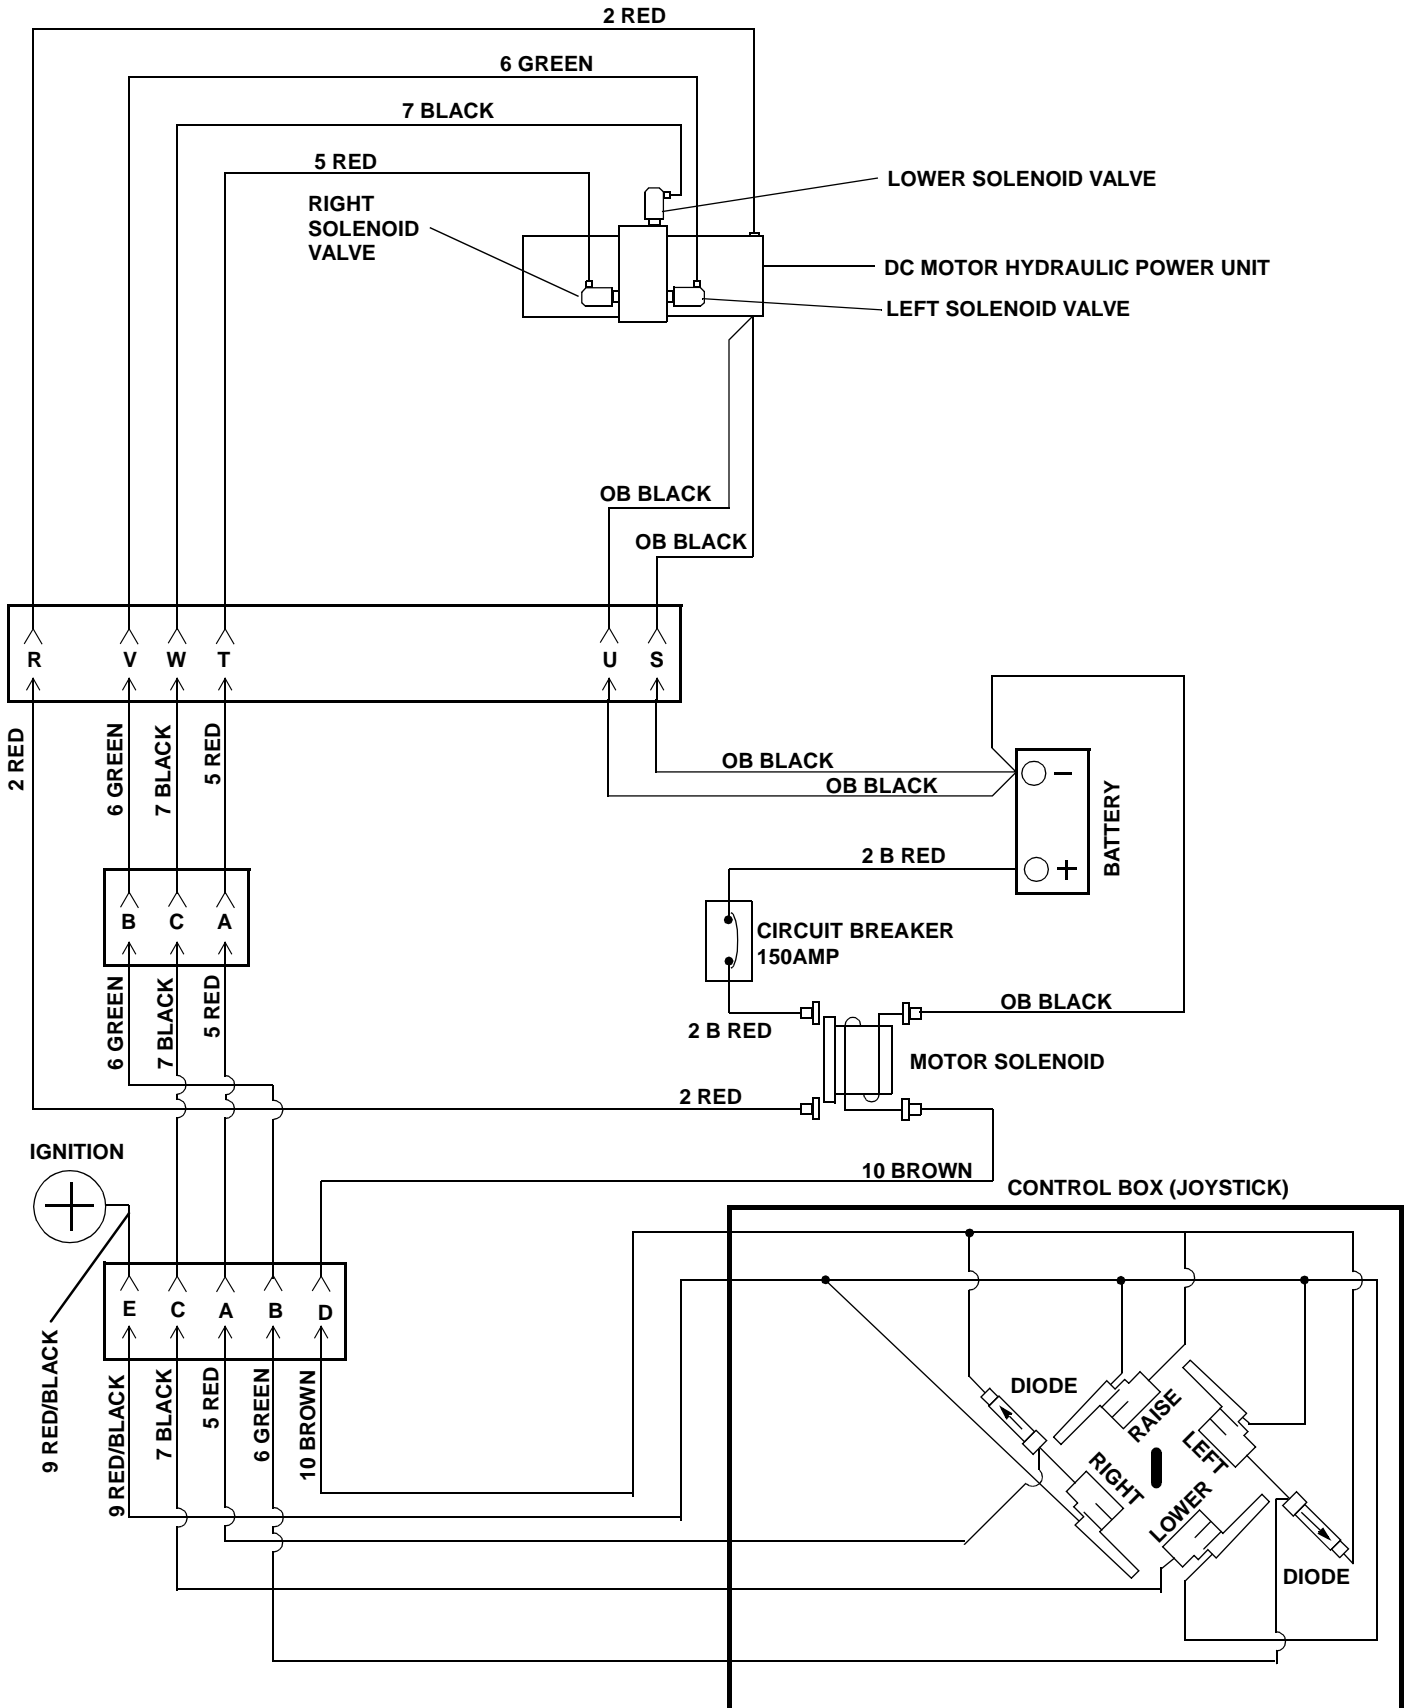 2 RED
6 GREEN
7 BLACK
5 RED
LOWER SOLENOID VALVE
RIGHT
SOLENOID
VALVE
DC MOTOR HYDRAULIC POWER UNIT
LEFT SOLENOID VALVE
OB BLACK
OB BLACK
R
V
W
T
U
S
2 RED
6 GREEN
7 BLACK
5 RED
OB BLACK
OB BLACK
BATTERY
2 B RED
B
C
A
CIRCUIT BREAKER
150AMP
6 GREEN
7 BLACK
5 RED
OB BLACK
2 B RED
MOTOR SOLENOID
2 RED
IGNITION
10 BROWN
CONTROL BOX (JOYSTICK)
E
C
A
B
D
9 RED/BLACK
9 RED/BLACK
7 BLACK
5 RED
6 GREEN
10 BROWN
DIODE
RAISE
LEFT
RIGHT
LOWER
DIODE